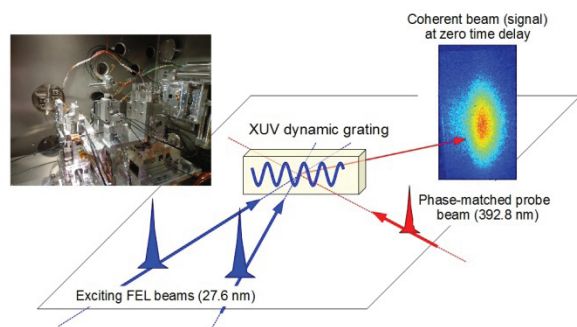 Coherent beam (signal)
at zero time delay
XUV dynamic grating
Phase-matched probe
beam (392.8 nm)
Exciting FEL beams (27.6 nm)